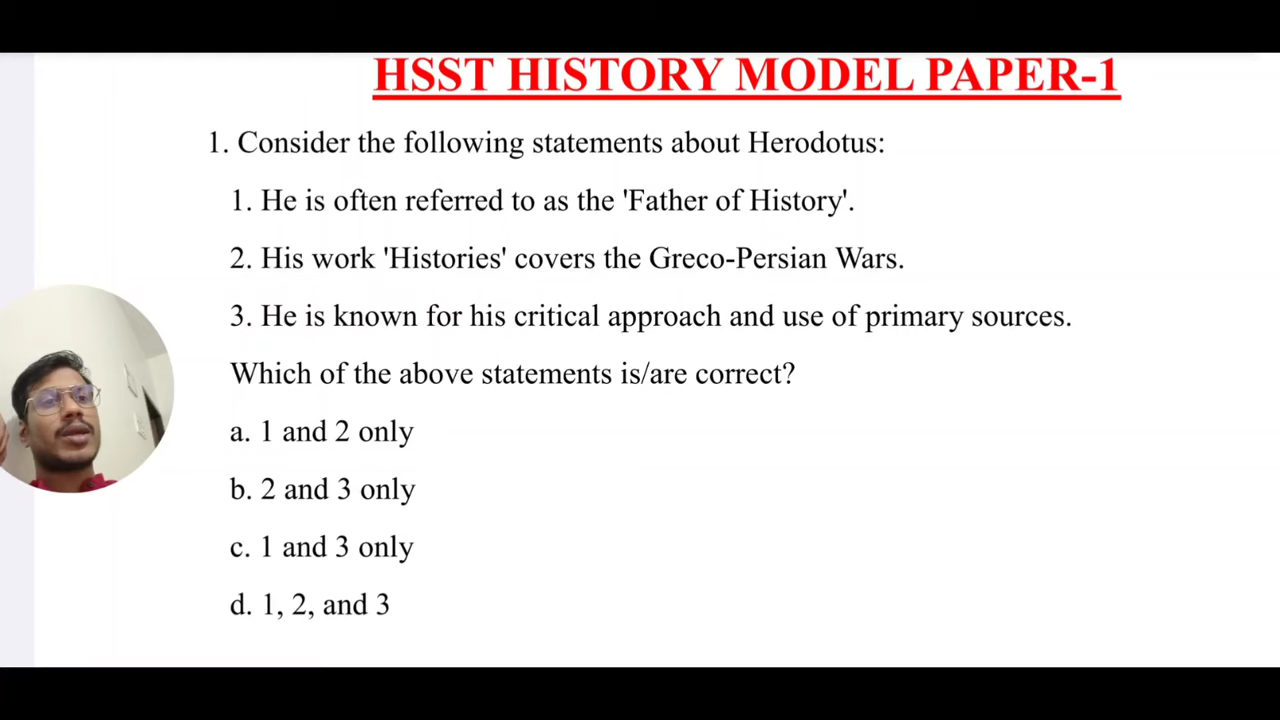 HSST HISTORY MODEL PAPER-1
1. Consider the following statements about Herodotus:
1. He is often referred to as the 'Father of History'.
2. His work 'Histories' covers the Greco-Persian Wars.
3. He is known for his critical approach and use of primary sources.
Which of the above statements is/are correct?
a. 1 and 2 only
b. 2 and 3 only
c. 1 and 3 only
d. 1, 2, and 3